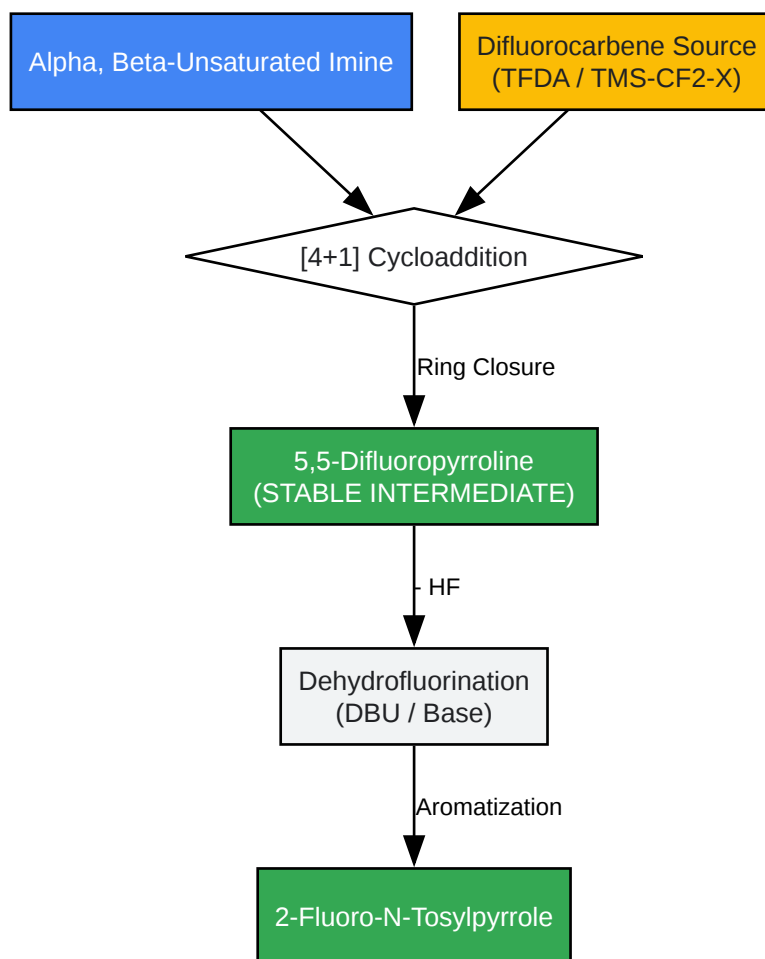 Alpha, Beta-Unsaturated Imine
Difluorocarbene Source
(TFDA / TMS-CF2-X)
[4+1] Cycloaddition
Ring Closure
5,5-Difluoropyrroline
(STABLE INTERMEDIATE)
- HF
Dehydrofluorination
(DBU / Base)
Aromatization
2-Fluoro-N-Tosylpyrrole